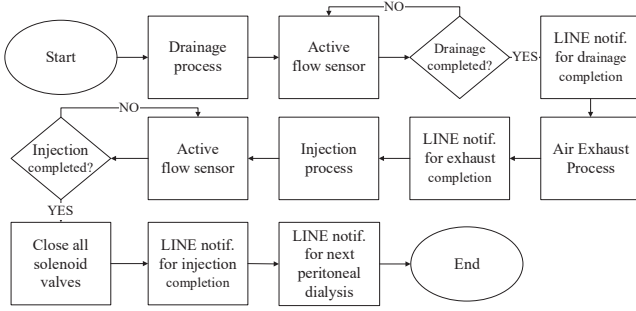 NO
Start
Drainage
process
Active
flow sensor
Drainage
completed?
YES
LINE notif.
for drainage
completion
NO
Injection
completed?
Active
flow sensor
Injection
process
LINE notif.
for exhaust
completion
Air Exhaust
Process
YES
Close all
solenoid
valves
LINE notif.
for injection
completion
LINE notif.
for next
peritoneal
dialysis
End